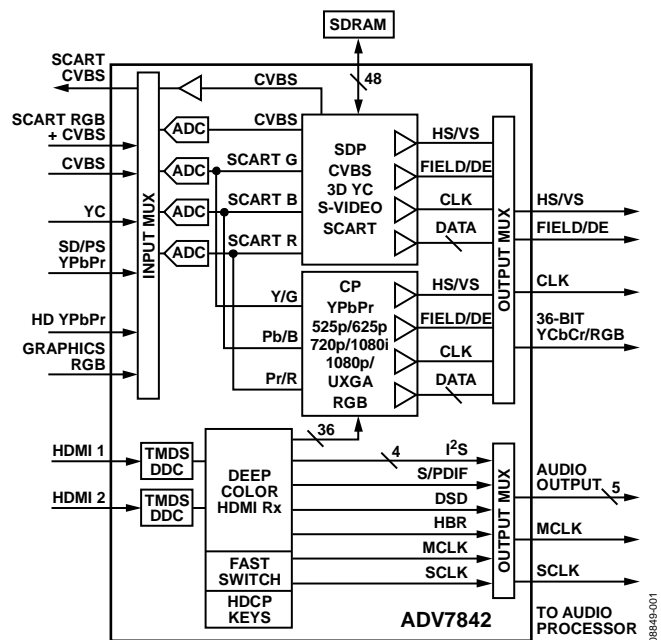 SDRAM
48
SCART
CVBS
SCART RGB
+ CVBS
CVBS
YC
SD/PS
YPbPr
HD YPbPr
GRAPHICS
RGB
HDMI 1
HDMI 2
INPUT MUX
CVBS
ADC
CVBS
ADC
SCART G
ADC
SCART B
ADC
SCART R
Y/G
Pb/B
Pr/R
SDP
CVBS
3D YC
S-VIDEO
SCART
HS/VS
FIELD/DE
CLK
DATA
CP
YPbPr
525p/625p
720p/1080i
1080p/
UXGA
RGB
HS/VS
FIELD/DE
CLK
DATA
OUTPUT MUX
HS/VS
FIELD/DE
CLK
36-BIT
YCbCr/RGB
TMDS
DDC
TMDS
DDC
DEEP
COLOR
HDMI Rx
FAST
SWITCH
HDCP
KEYS
36
4
I2S
S/PDIF
DSD
HBR
MCLK
SCLK
OUTPUT MUX
AUDIO
OUTPUT
5
MCLK
SCLK
ADV7842
TO AUDIO
PROCESSOR
08849-001